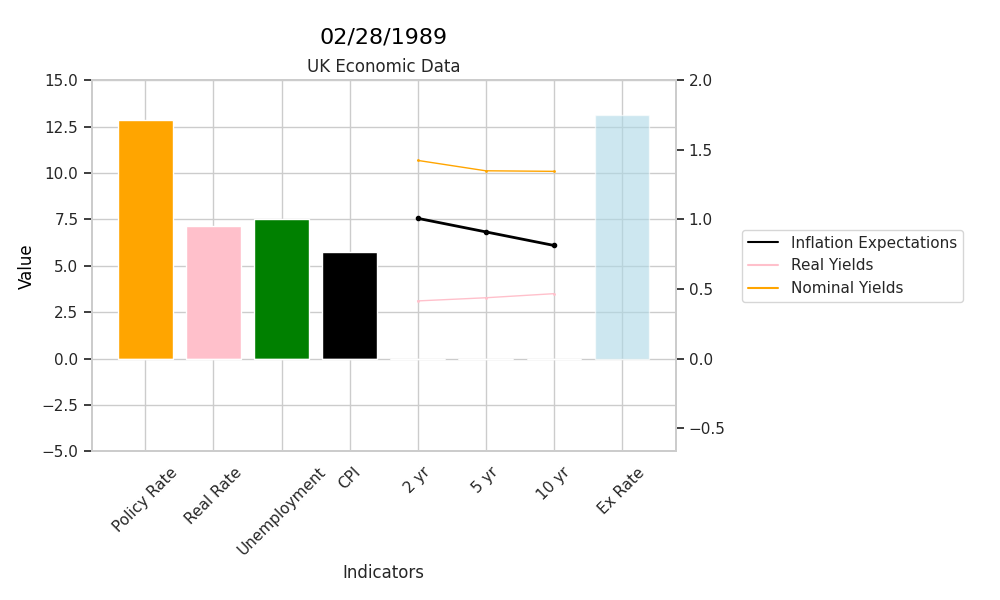 02/28/1989
UK Economic Data
15.0
12.5
10.0
7.5
5.0
2.5
0.0
−2.5
−5.0
Value
2.0
1.5
1.0
0.5
0.0
−0.5
Inflation Expectations
Real Yields
Nominal Yields
Policy Rate
Real Rate
Unemployment
CPI
2 yr
5 yr
10 yr
Ex Rate
Indicators